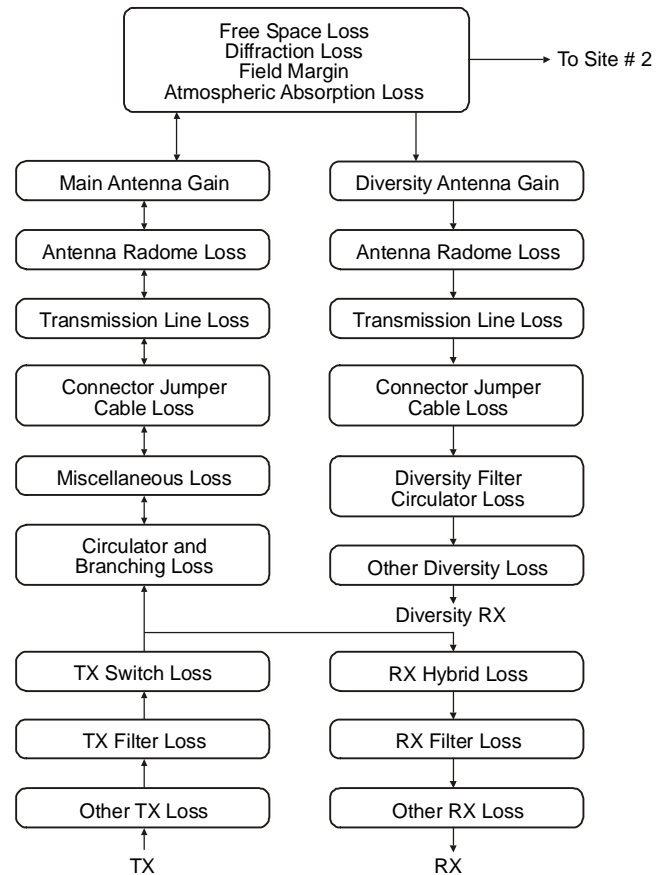 Free Space Loss
Diffraction Loss
Field Margin
Atmospheric Absorption Loss
To Site # 2
Main Antenna Gain
Diversity Antenna Gain
Antenna Radome Loss
Antenna Radome Loss
Transmission Line Loss
Transmission Line Loss
Connector Jumper
Cable Loss
Connector Jumper
Cable Loss
Miscellaneous Loss
Diversity Filter
Circulator Loss
Circulator and
Branching Loss
Other Diversity Loss
Diversity RX
TX Switch Loss
RX Hybrid Loss
TX Filter Loss
RX Filter Loss
Other TX Loss
Other RX Loss
TX
RX